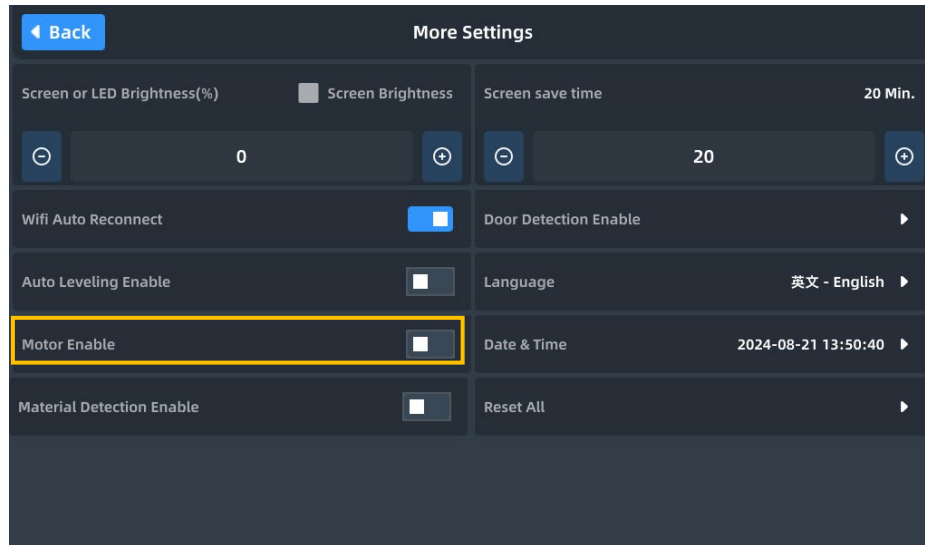 Back
More Settings
Screen or LED Brightness(%)
Screen Brightness
Screen save time
20 Min.
0
20
Wifi Auto Reconnect
Door Detection Enable
Auto Leveling Enable
Language
英文 - English
Motor Enable
Date & Time
2024-08-21 13:50:40
Material Detection Enable
Reset All